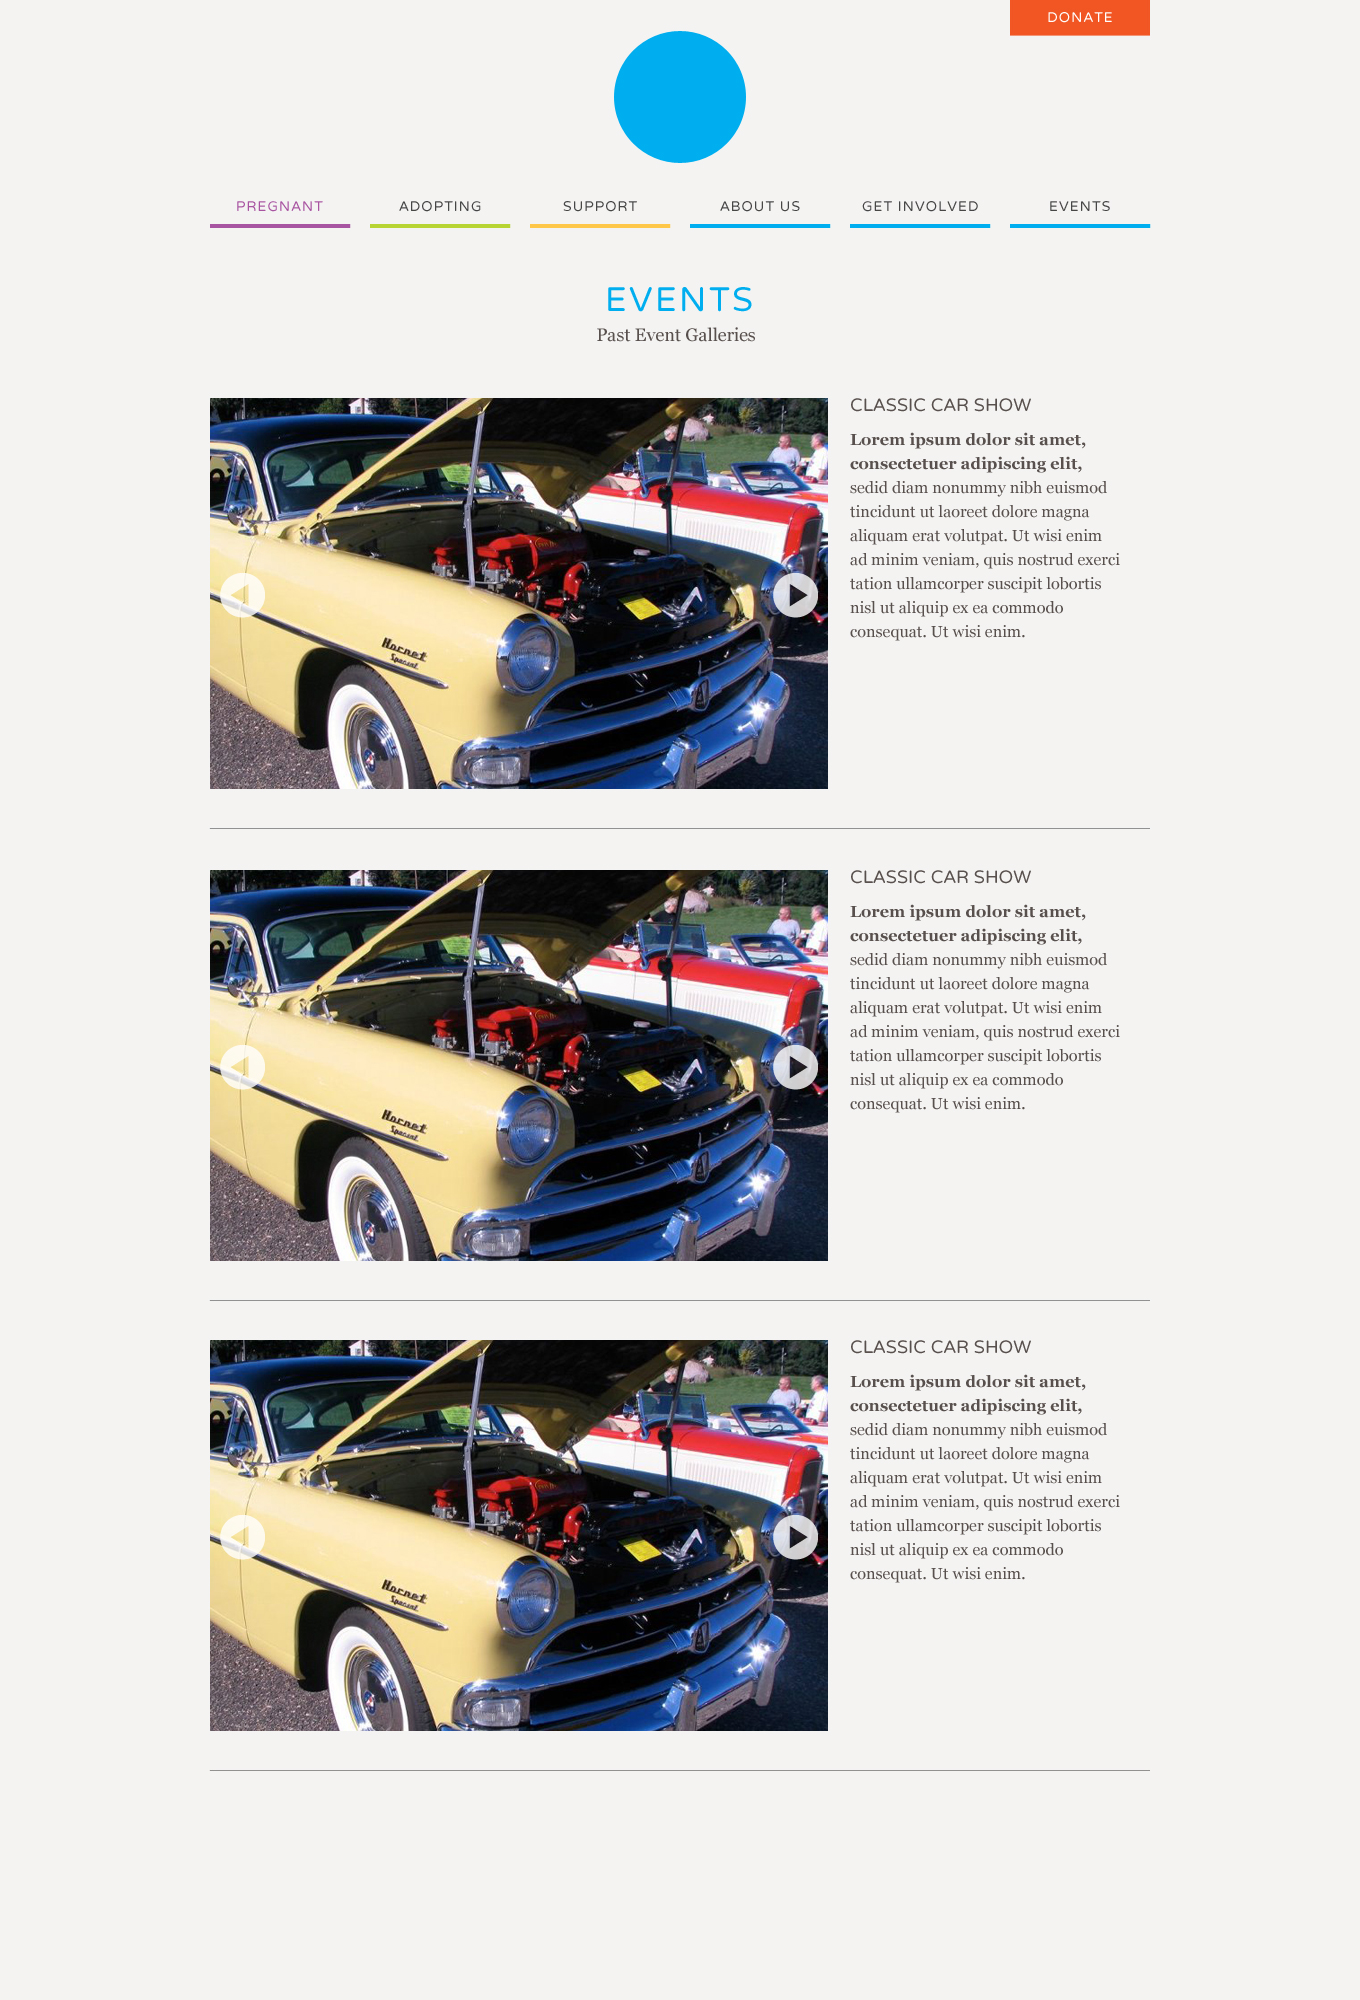 DONATE
PREGNANT
ADOPTING
SUPPORT
ABOUT US
GET INVOLVED
EVENTS
EVENTS
Past Event Galleries
CLASSIC CAR SHOW
Lorem ipsum dolor sit amet,
consectetuer adipiscing elit,
sedid diam nonummy nibh euismod
tincidunt ut laoreet dolore magna
aliquam erat volutpat. Ut wisi enim
ad minim veniam, quis nostrud exerci
tation ullamcorper suscipit lobortis
nisl ut aliquip ex ea commodo
consequat. Ut wisi enim.
Hornet
Special
CLASSIC CAR SHOW
Lorem ipsum dolor sit amet,
consectetuer adipiscing elit,
sedid diam nonummy nibh euismod
tincidunt ut laoreet dolore magna
aliquam erat volutpat. Ut wisi enim
ad minim veniam, quis nostrud exerci
tation ullamcorper suscipit lobortis
nisl ut aliquip ex ea commodo
consequat. Ut wisi enim.
Hornet
Special
CLASSIC CAR SHOW
Lorem ipsum dolor sit amet,
consectetuer adipiscing elit,
sedid diam nonummy nibh euismod
tincidunt ut laoreet dolore magna
aliquam erat volutpat. Ut wisi enim
ad minim veniam, quis nostrud exerci
tation ullamcorper suscipit lobortis
nisl ut aliquip ex ea commodo
consequat. Ut wisi enim.
Hornet
Special